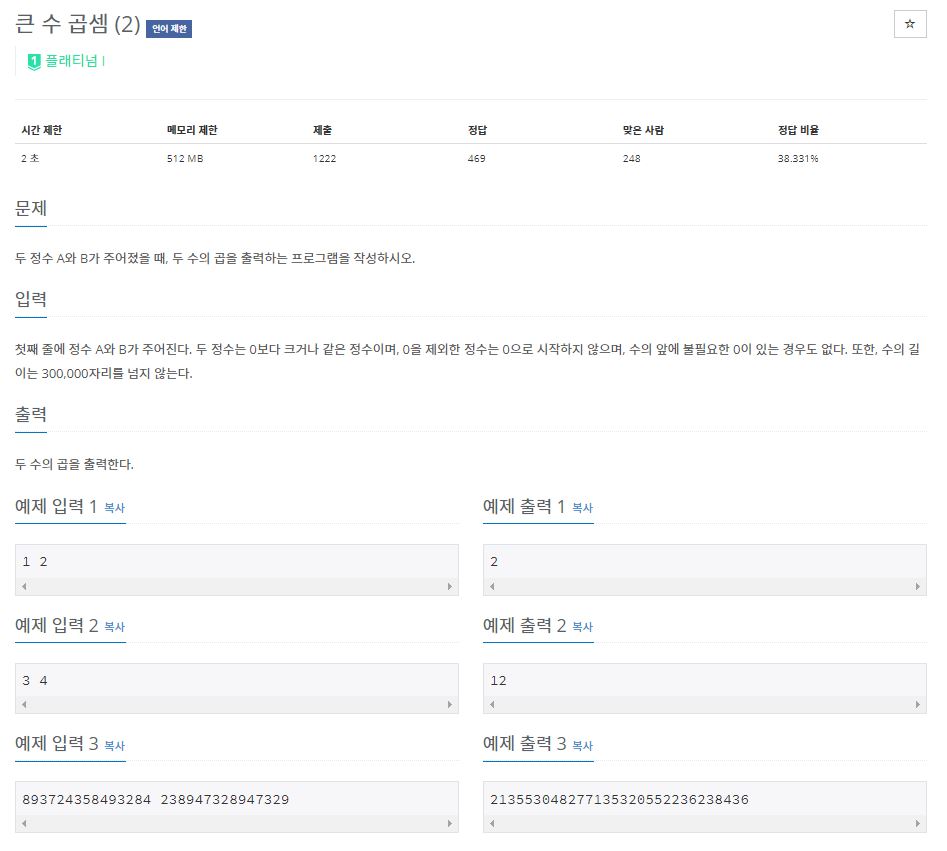 큰 수 곱셈 (2) 언어 제한
☆
1 플래티넘 I
시간 제한 메모리 제한 제출 정답 맞은 사람 정답 비율
2 초 512 MB 1222 469 248 38.331%
문제
두 정수 A와 B가 주어졌을 때, 두 수의 곱을 출력하는 프로그램을 작성하시오.
입력
첫째 줄에 정수 A와 B가 주어진다. 두 정수는 0보다 크거나 같은 정수이며, 0을 제외한 정수는 0으로 시작하지 않으며, 수의 앞에 불필요한 0이 있는 경우도 없다. 또한, 수의 길
이는 300,000자리를 넘지 않는다.
출력
두 수의 곱을 출력한다.
예제 입력 1 복사
1 2
예제 출력 1 복사
2
예제 입력 2 복사
3 4
예제 출력 2 복사
12
예제 입력 3 복사
893724358493284 238947328947329
예제 출력 3 복사
213553048277135320552236238436